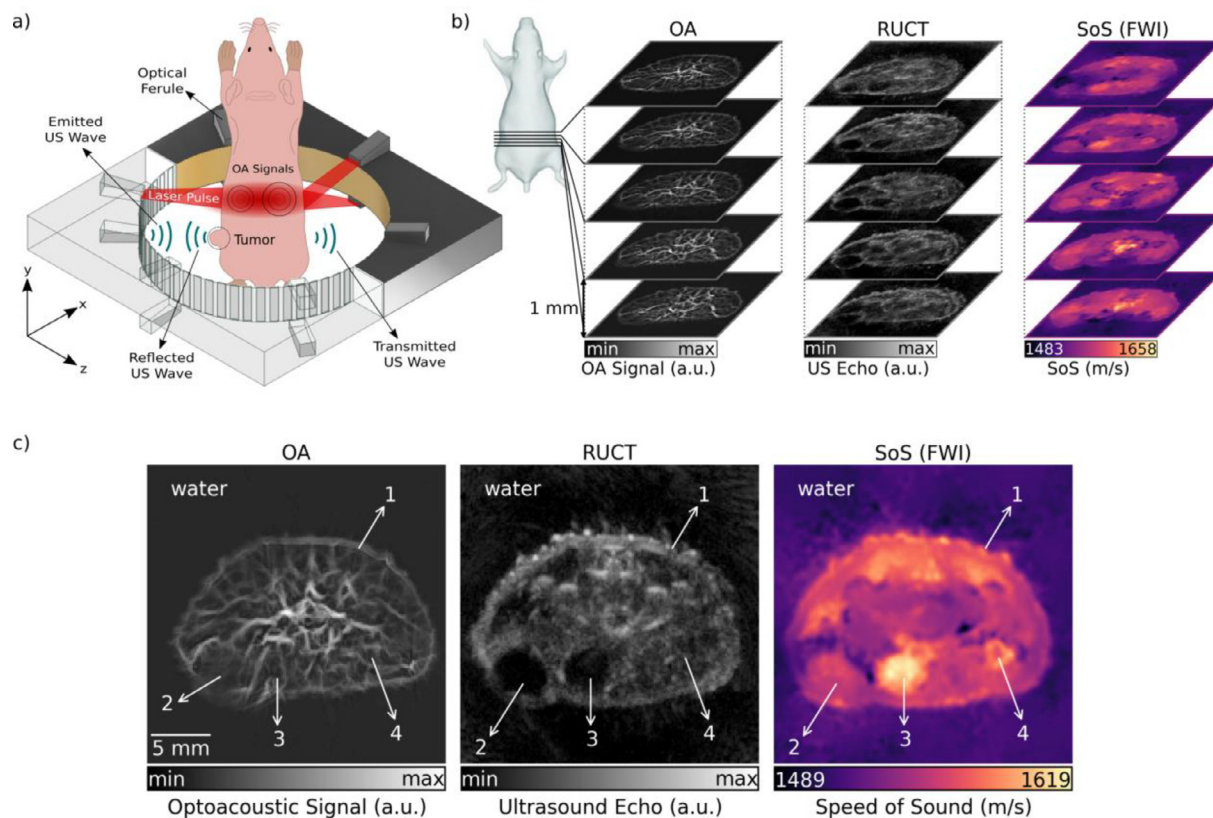 a)
Optical
Ferule
Emitted
US Wave
OA Signals
Laser Pulse
Tumor
y
x
z
Reflected
US Wave
Transmitted
US Wave
b)
OA
RUCT
SoS (FWI)
1 mm
min max
OA Signal (a.u.)
min max
US Echo (a.u.)
1483 1658
SoS (m/s)
c)
OA
RUCT
SoS (FWI)
water
1
2
3
4
5 mm
min max
Optoacoustic Signal (a.u.)
water
1
2
3
4
min max
Ultrasound Echo (a.u.)
water
1
2
3
4
1489 1619
Speed of Sound (m/s)